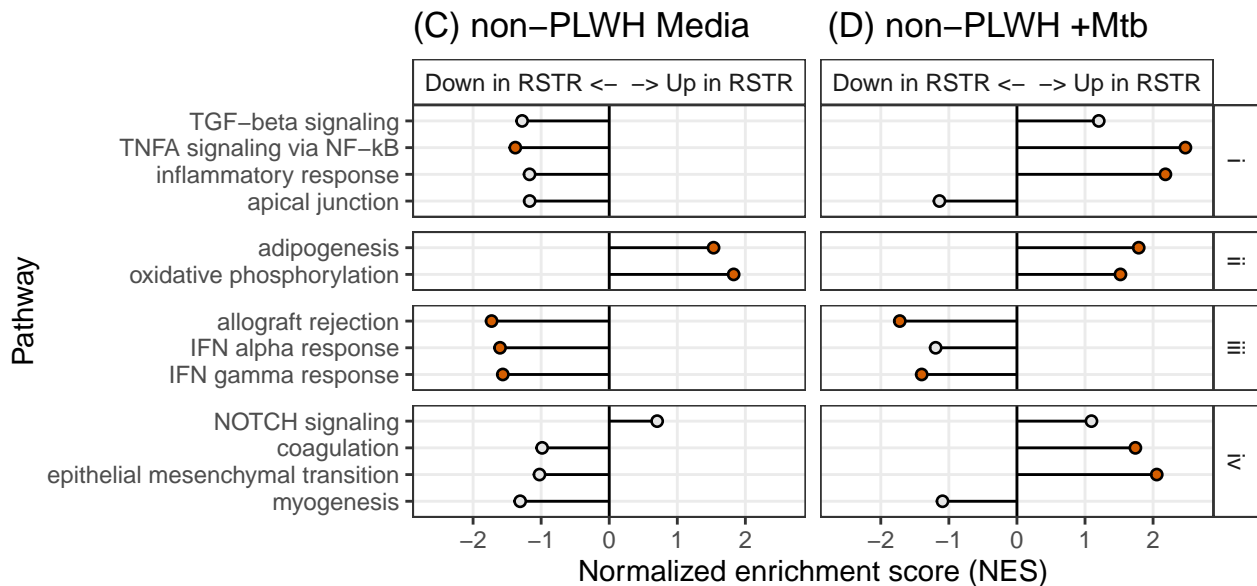 (C) non−PLWH Media
(D) non−PLWH +Mtb
Down in RSTR <− −> Up in RSTR
Down in RSTR <− −> Up in RSTR
Pathway
TGF−beta signaling
TNFA signaling via NF−kB
inflammatory response
apical junction
i
adipogenesis
oxidative phosphorylation
ii
allograft rejection
IFN alpha response
IFN gamma response
iii
NOTCH signaling
coagulation
epithelial mesenchymal transition
myogenesis
iv
−2 −1 0 1 2
−2 −1 0 1 2
Normalized enrichment score (NES)